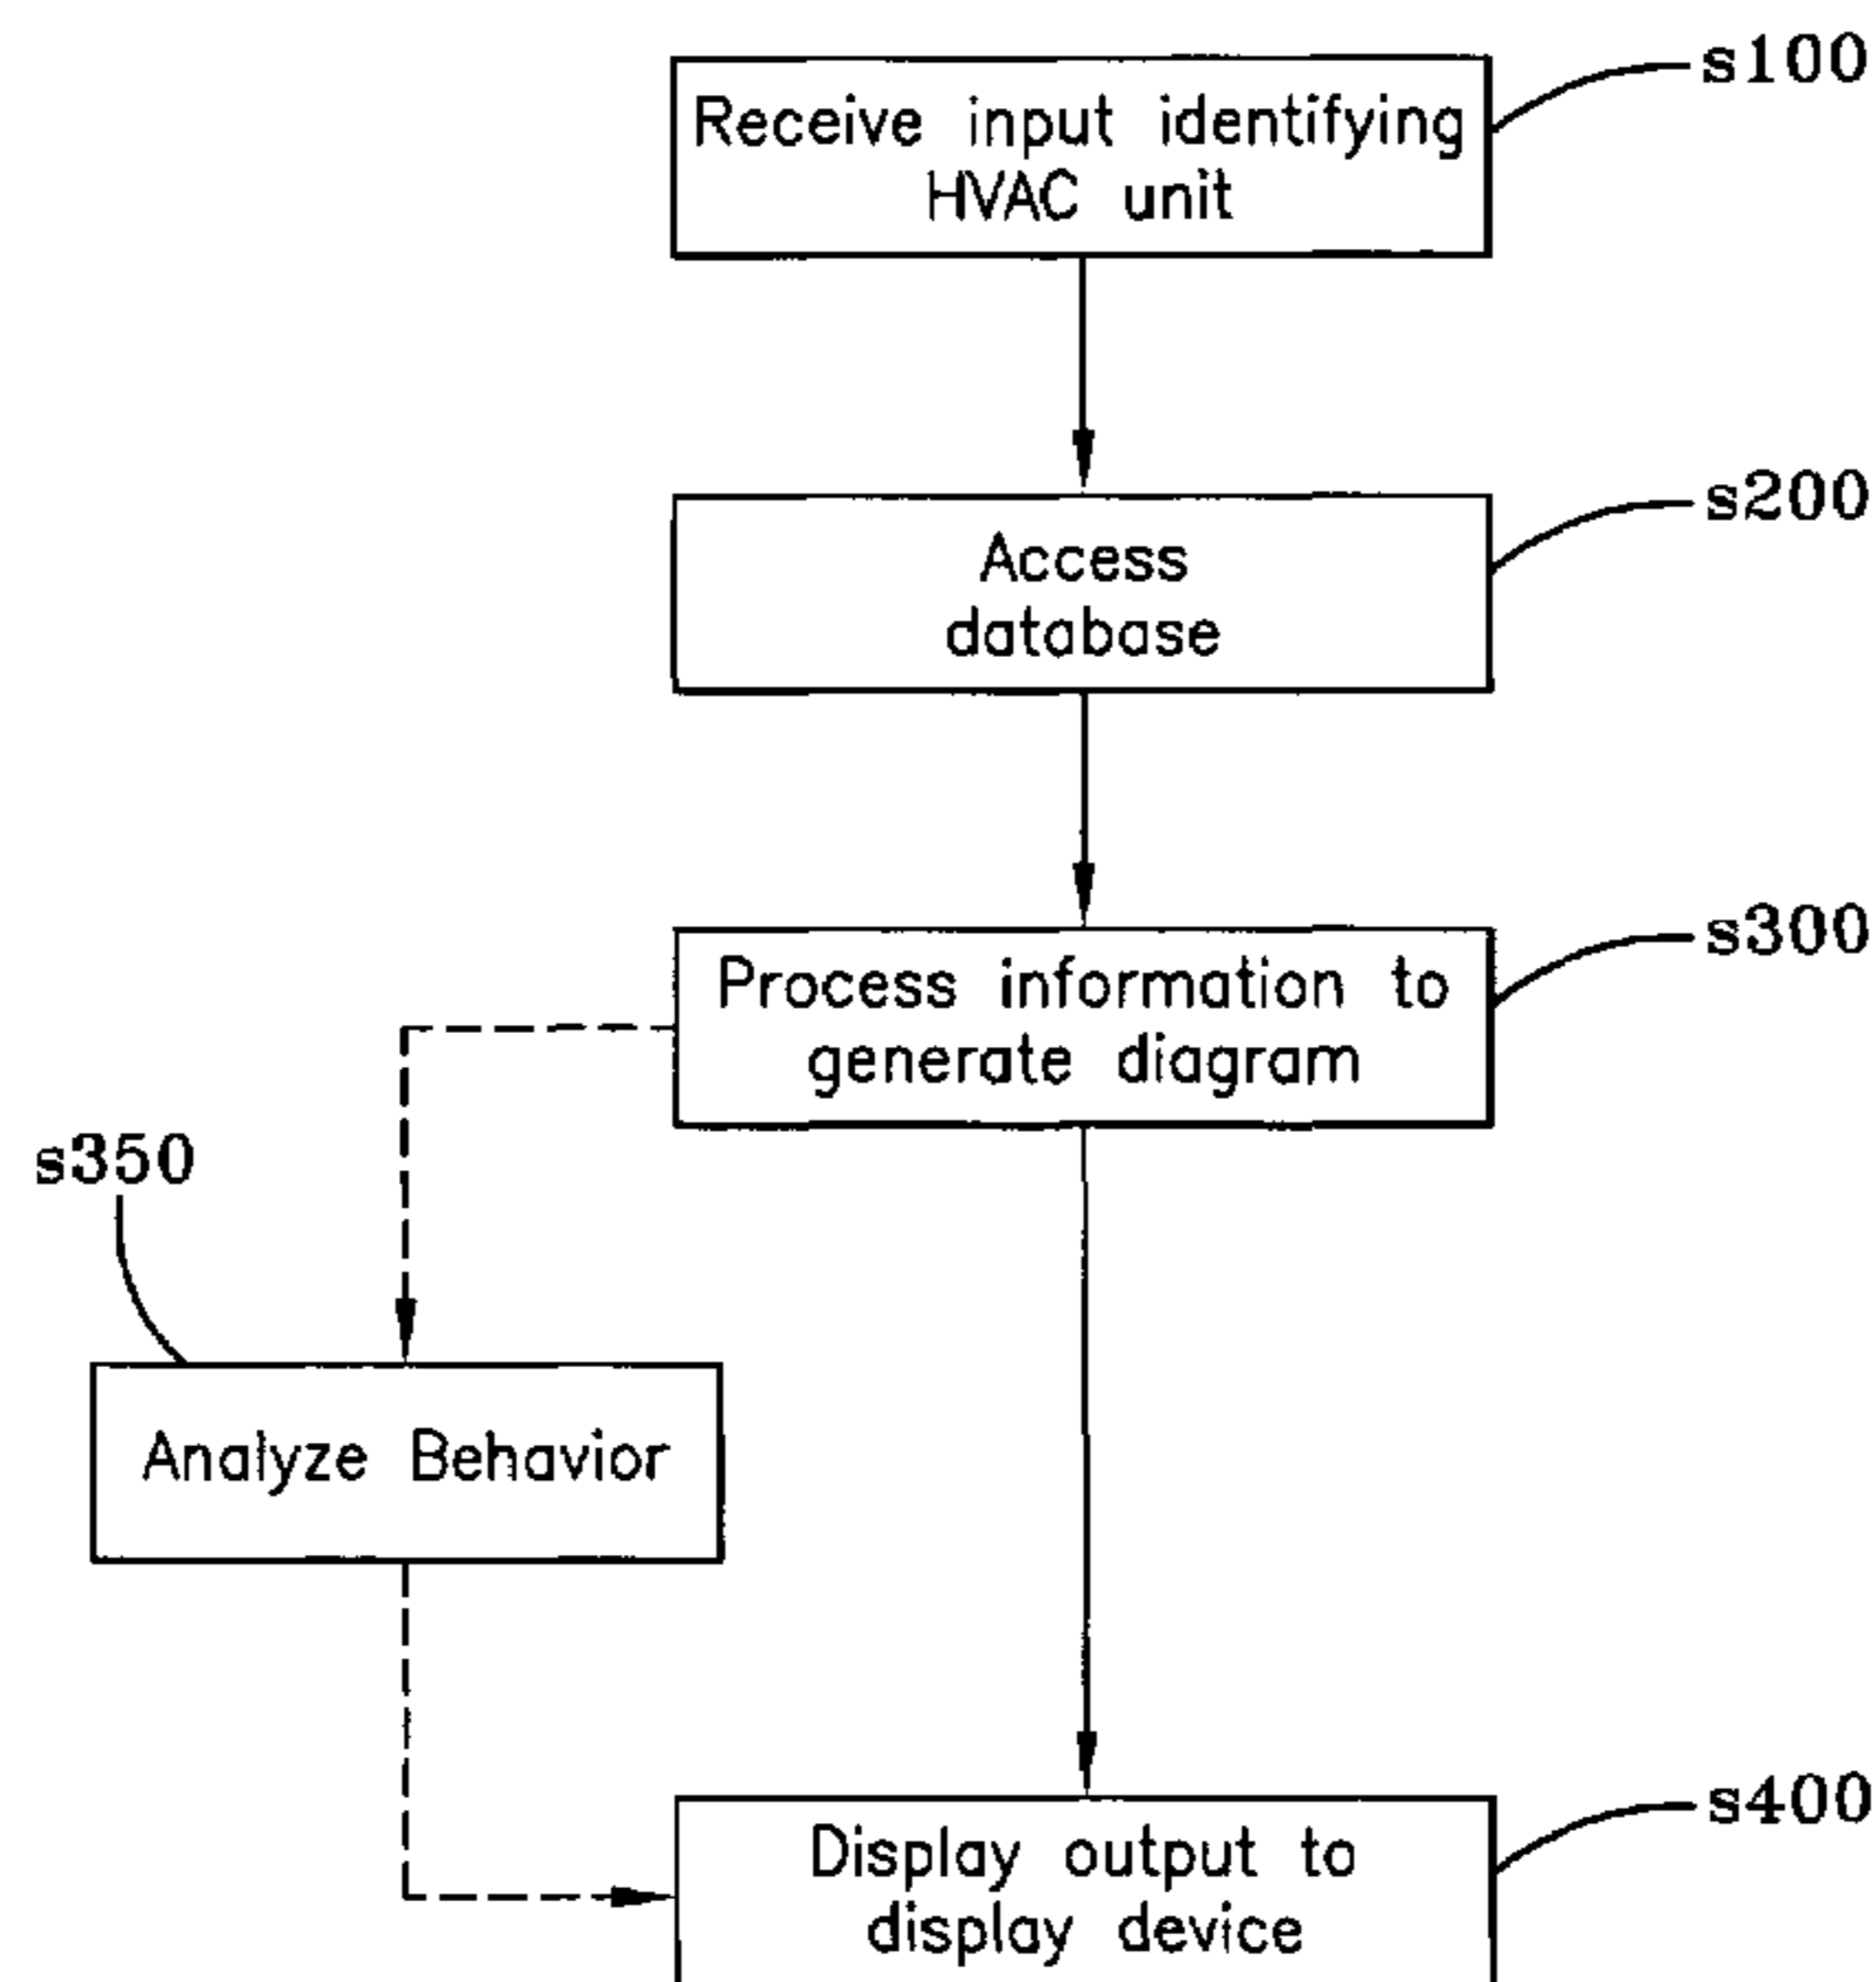 s100
Receive input identifying
HVAC unit
s200
Access
database
s300
Process information to
generate diagram
s350
Analyze Behavior
s400
Display output to
display device